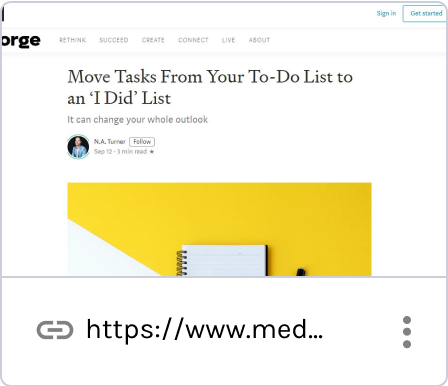 Sign in Get started
orge RETHINK SUCCEED CREATE CONNECT LIVE ABOUT
Move Tasks From Your To-Do List to
an ‘I Did’ List
It can change your whole outlook
N.A. Turner Follow
Sep 12 · 3 min read ★
https://www.med...